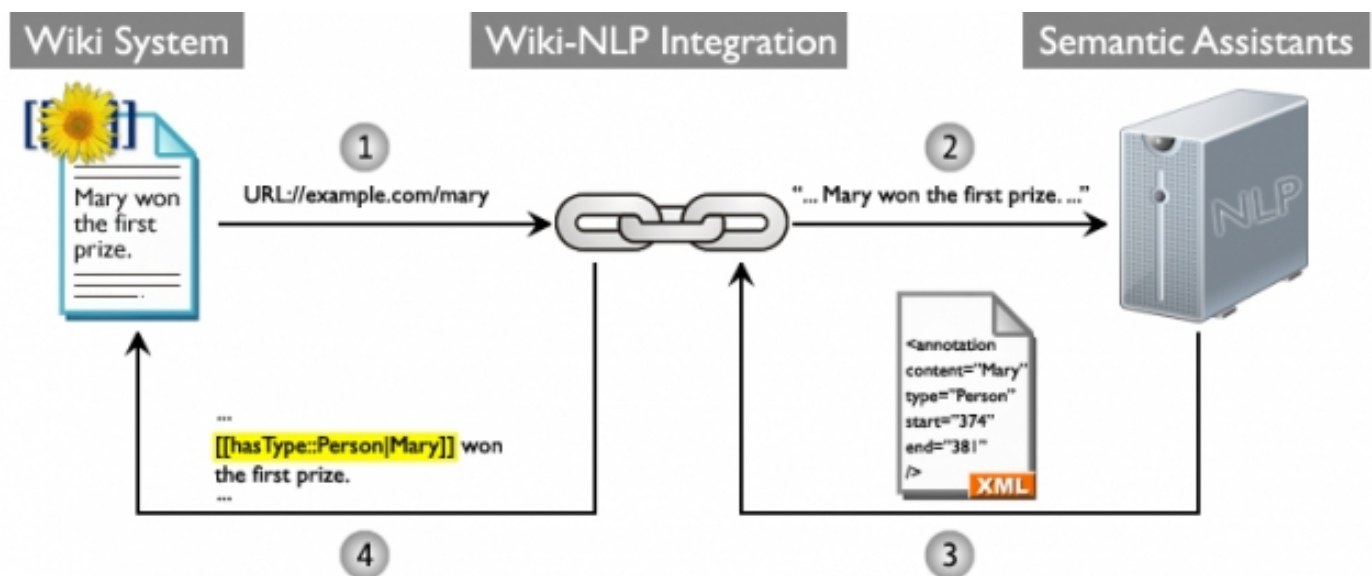 Wiki System
Wiki-NLP Integration
Semantic Assistants
[[ ]]
Mary won
the first
prize.
1
URL://example.com/mary
2
“... Mary won the first prize. ...”
NLP
<annotation
content=”Mary”
type=”Person”
start=”374”
end=”381”
/>
XML
3
...
[[hasType::Person|Mary]] won
the first prize.
...
4